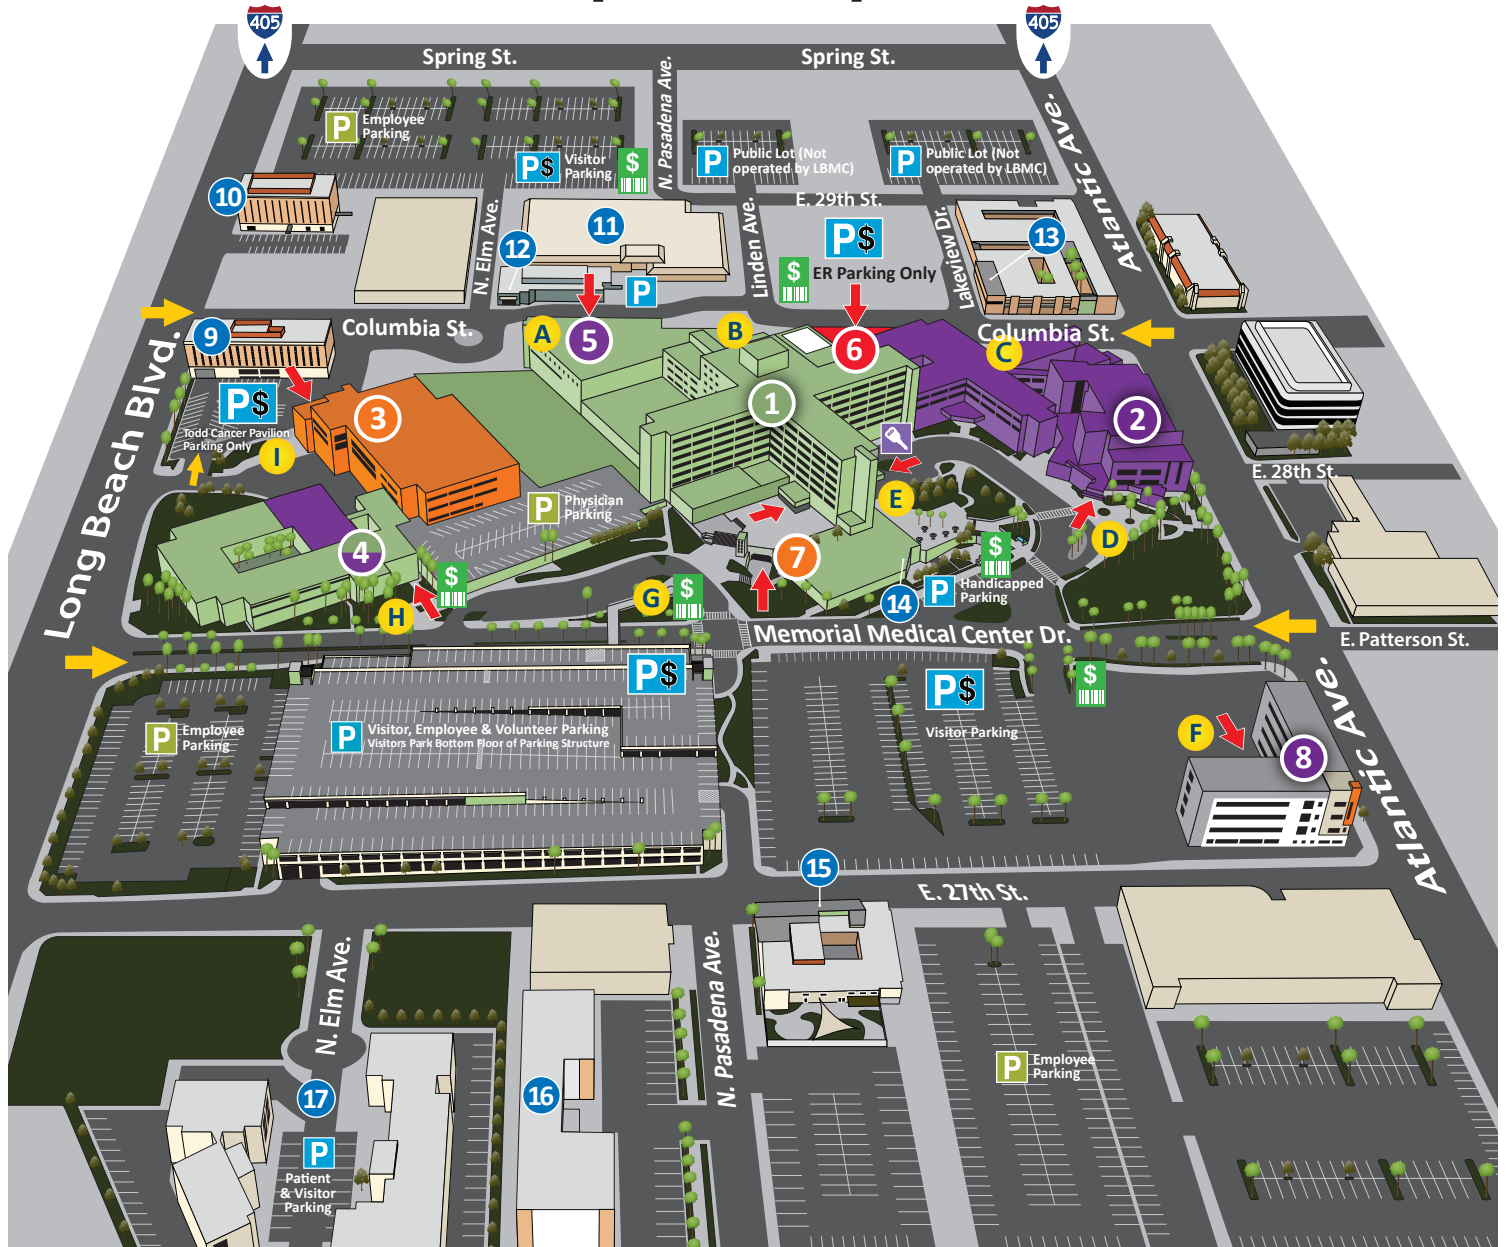 405
405
Spring St.
Spring St.
N. Pasadena Ave.
Atlantic Ave.
P
Employee
Parking
P$
Visitor
Parking
$
P
Public Lot (Not
operated by LBMC)
P
Public Lot (Not
operated by LBMC)
10
N. Elm Ave.
11
12
P
Linden Ave.
E. 29th St.
P$
$
ER Parking Only
Lakeview Dr.
13
Long Beach Blvd.
9
Columbia St.
A
5
B
6
C
Columbia St.
P$
Todd Cancer Pavilion
Parking Only
I
3
1
2
E. 28th St.
P
Physician
Parking
E
D
4
7
$
$
G
$
H
14
P
Handicapped
Parking
Memorial Medical Center Dr.
E. Patterson St.
P$
P
Employee
Parking
P
Visitor, Employee & Volunteer Parking
Visitors Park Bottom Floor of Parking Structure
P$
Visitor Parking
$
F
8
Atlantic Ave.
15
E. 27th St.
N. Elm Ave.
N. Pasadena Ave.
P
Employee
Parking
16
17
P
Patient
& Visitor
Parking